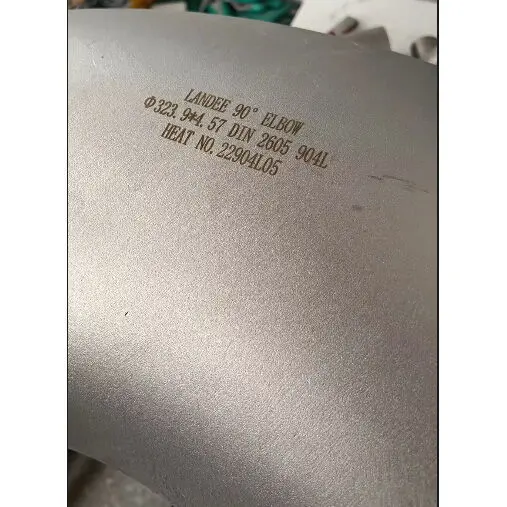 LANDEE 90° ELBOW
Φ323.9*4.57 DIN 2605 904L
HEAT NO.22904L05